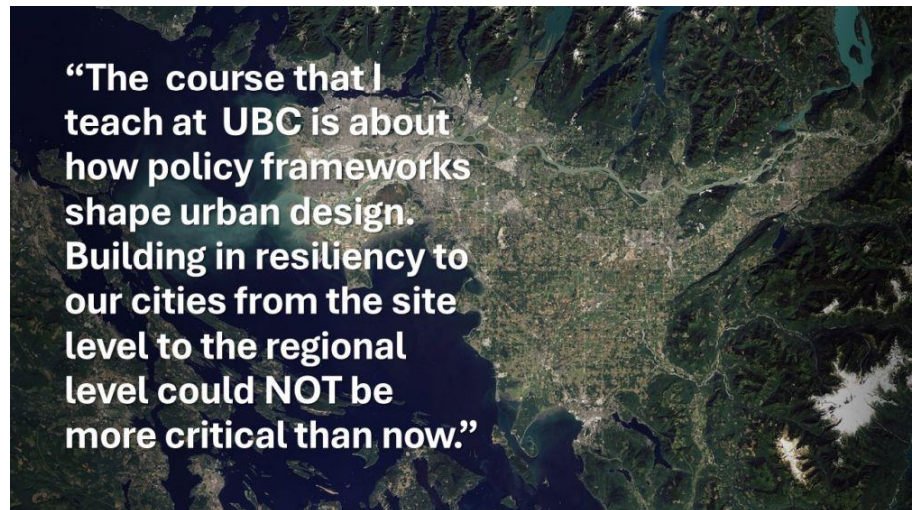 “The  course that I
teach at  UBC is about
how policy frameworks
shape urban design.
Building in resiliency to
our cities from the site
level to the regional
level could NOT be
more critical than now.”